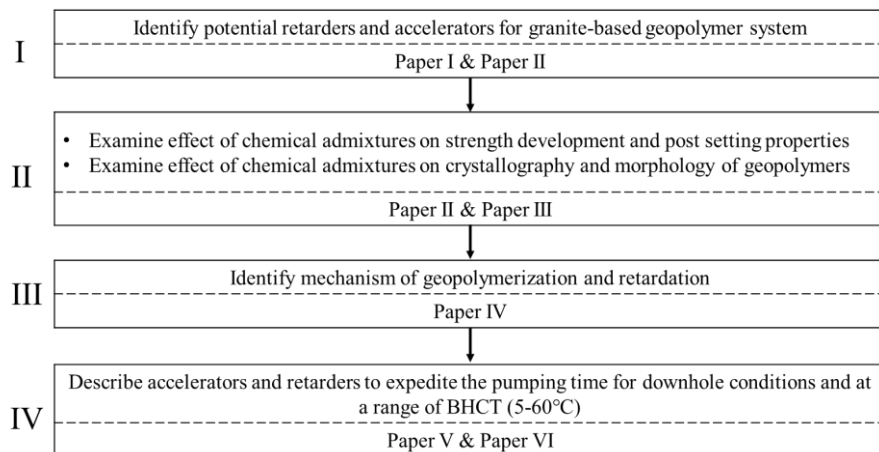 I
Identify potential retarders and accelerators for granite-based geopolymer system
Paper I & Paper II
II
• Examine effect of chemical admixtures on strength development and post setting properties
• Examine effect of chemical admixtures on crystallography and morphology of geopolymers
Paper II & Paper III
III
Identify mechanism of geopolymerization and retardation
Paper IV
IV
Describe accelerators and retarders to expedite the pumping time for downhole conditions and at
a range of BHCT (5-60℃)
Paper V & Paper VI